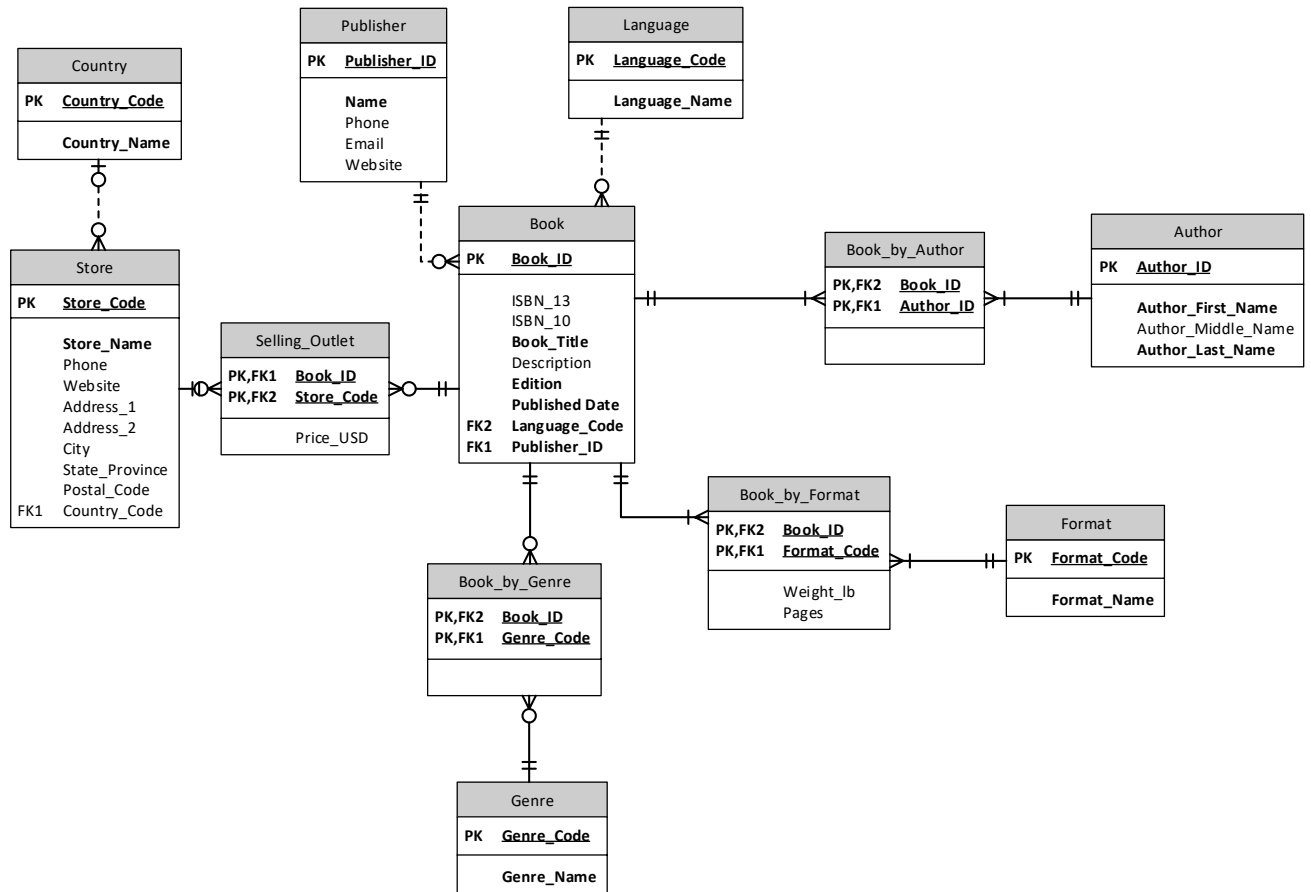 Publisher
PK Publisher_ID
Name
Phone
Email
Website
Language
PK Language_Code
Language_Name
Country
PK Country_Code
Country_Name
Book
PK Book_ID
ISBN_13
ISBN_10
Book_Title
Description
Edition
Published Date
FK2 Language_Code
FK1 Publisher_ID
Book_by_Author
PK,FK2 Book_ID
PK,FK1 Author_ID
Author
PK Author_ID
Author_First_Name
Author_Middle_Name
Author_Last_Name
Store
PK Store_Code
Store_Name
Phone
Website
Address_1
Address_2
City
State_Province
Postal_Code
FK1 Country_Code
Selling_Outlet
PK,FK1 Book_ID
PK,FK2 Store_Code
Price_USD
Book_by_Format
PK,FK2 Book_ID
PK,FK1 Format_Code
Weight_lb
Pages
Format
PK Format_Code
Format_Name
Book_by_Genre
PK,FK2 Book_ID
PK,FK1 Genre_Code
Genre
PK Genre_Code
Genre_Name